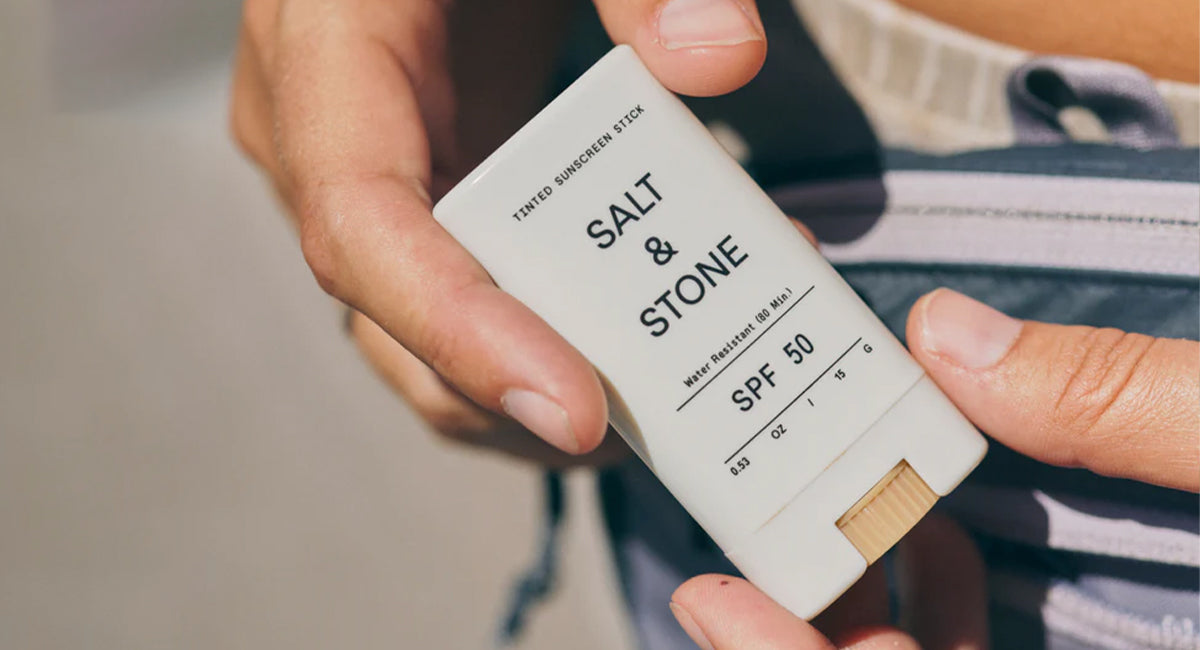 TINTED SUNSCREEN STICK
SALT
&
STONE
Water Resistant (80 Min.)
SPF 50
0.53 OZ / 15 G